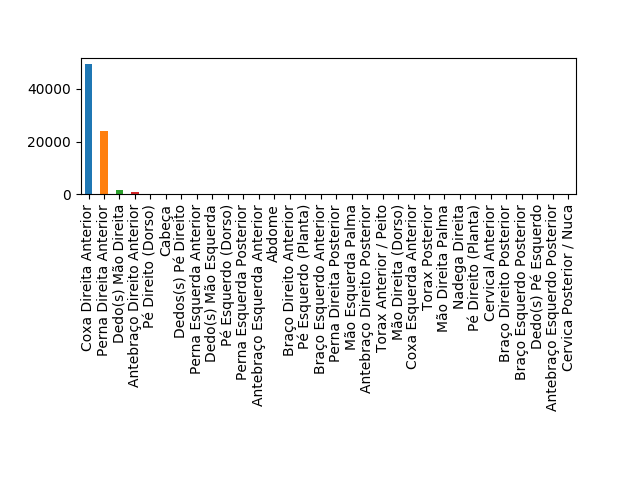 40000
20000
0
Coxa Direita Anterior
Perna Direita Anterior
Dedo(s) Mão Direita
Antebraço Direito Anterior
Pé Direito (Dorso)
Cabeça
Dedos(s) Pé Direito
Perna Esquerda Anterior
Dedo(s) Mão Esquerda
Pé Esquerdo (Dorso)
Perna Esquerda Posterior
Antebraço Esquerda Anterior
Abdome
Braço Direito Anterior
Pé Esquerdo (Planta)
Braço Esquerdo Anterior
Perna Direita Posterior
Mão Esquerda Palma
Antebraço Direito Posterior
Torax Anterior / Peito
Mão Direita (Dorso)
Coxa Esquerda Anterior
Torax Posterior
Mão Direita Palma
Nadega Direita
Pé Direito (Planta)
Cervical Anterior
Braço Direito Posterior
Braço Esquerdo Posterior
Dedo(s) Pé Esquerdo
Antebraço Esquerdo Posterior
Cervica Posterior / Nuca